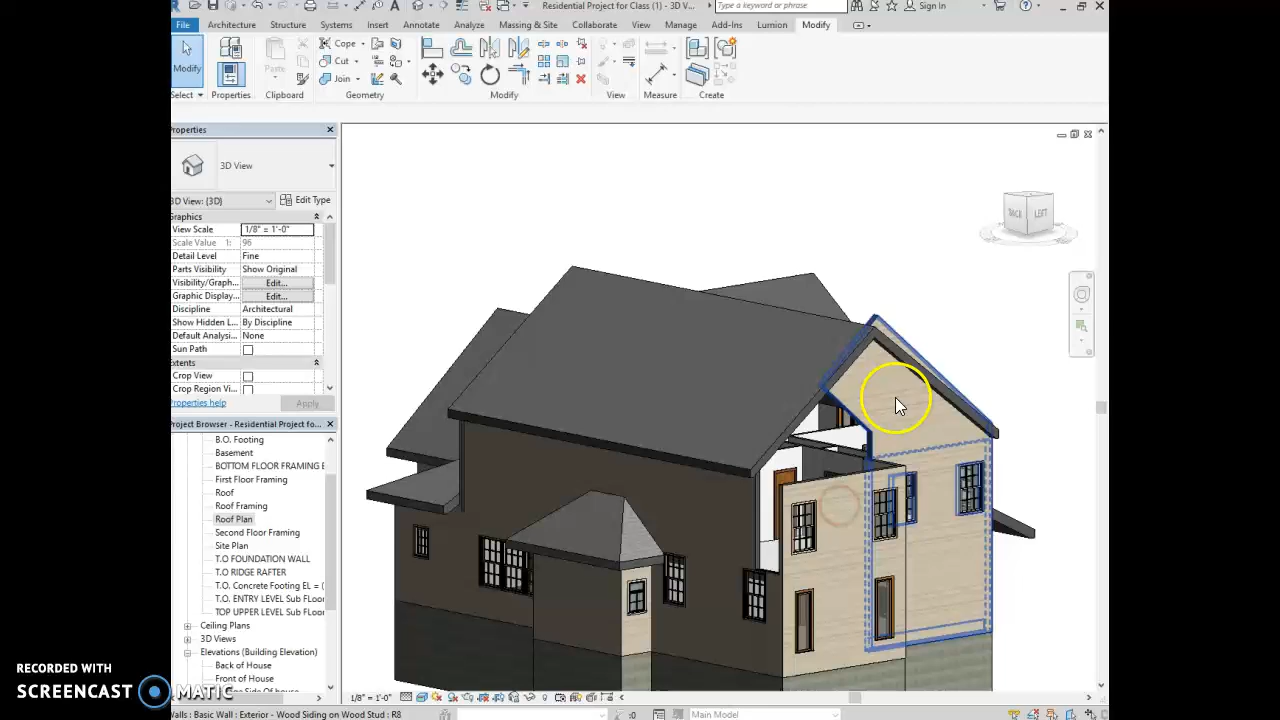 Residential Project for Class (1) - 3D V...
Type a keyword or phrase
Sign In
File Architecture Structure Systems Insert Annotate Analyze Massing & Site Collaborate View Manage Add-Ins Lumion Modify
Modify
Paste
Cope
Cut
Join
Select Properties Clipboard Geometry Modify View Measure Create
Properties
3D View
3D View: {3D} Edit Type
Graphics
View Scale 1/8" = 1'-0"
Scale Value 1: 96
Detail Level Fine
Parts Visibility Show Original
Visibility/Graph... Edit...
Graphic Display... Edit...
Discipline Architectural
Show Hidden L... By Discipline
Default Analysi... None
Sun Path
Extents
Crop View
Crop Region Vi...
Properties help Apply
Project Browser - Residential Project fo...
B.O. Footing
Basement
BOTTOM FLOOR FRAMING E
First Floor Framing
Roof
Roof Framing
Roof Plan
Second Floor Framing
Site Plan
T.O FOUNDATION WALL
T.O RIDGE RAFTER
T.O. Concrete Footing EL = (
T.O. ENTRY LEVEL Sub FLoor
TOP UPPER LEVEL Sub FLoor
Ceiling Plans
3D Views
Elevations (Building Elevation)
Back of House
Front of House
Side Of house
BACK LEFT
RECORDED WITH
SCREENCAST MATIC
1/8" = 1'-0"
Walls : Basic Wall : Exterior - Wood Siding on Wood Stud : R8
:0
Main Model